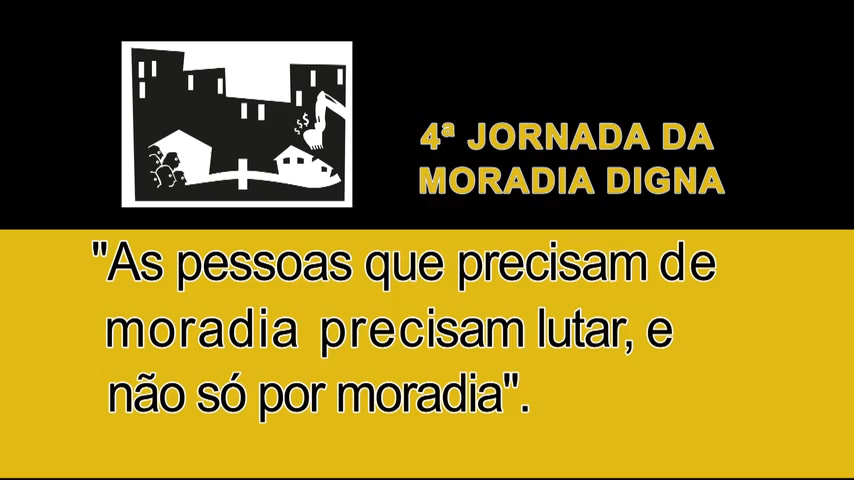 4ª JORNADA DA
MORADIA DIGNA
$$$
"As pessoas que precisam de
moradia precisam lutar, e
não só por moradia".